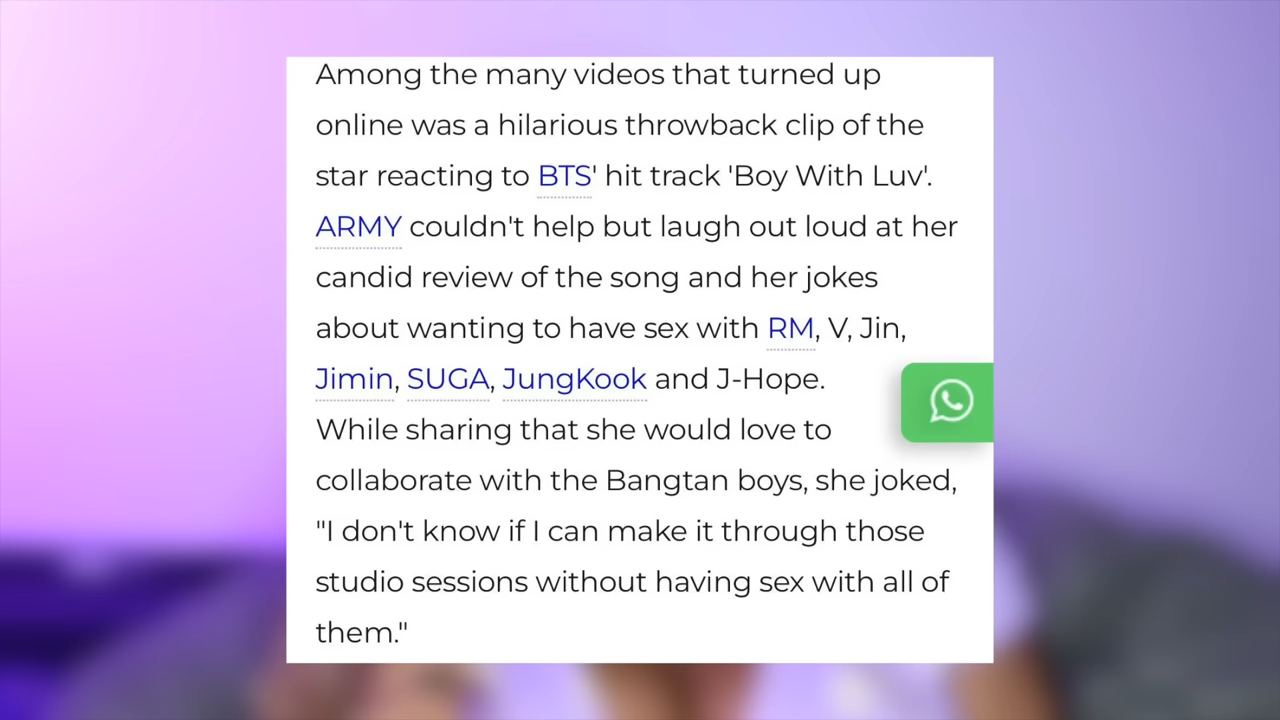 Among the many videos that turned up
online was a hilarious throwback clip of the
star reacting to BTS' hit track 'Boy With Luv'.
ARMY couldn't help but laugh out loud at her
candid review of the song and her jokes
about wanting to have sex with RM, V, Jin,
Jimin, SUGA, JungKook and J-Hope.
While sharing that she would love to
collaborate with the Bangtan boys, she joked,
"I don't know if I can make it through those
studio sessions without having sex with all of
them."